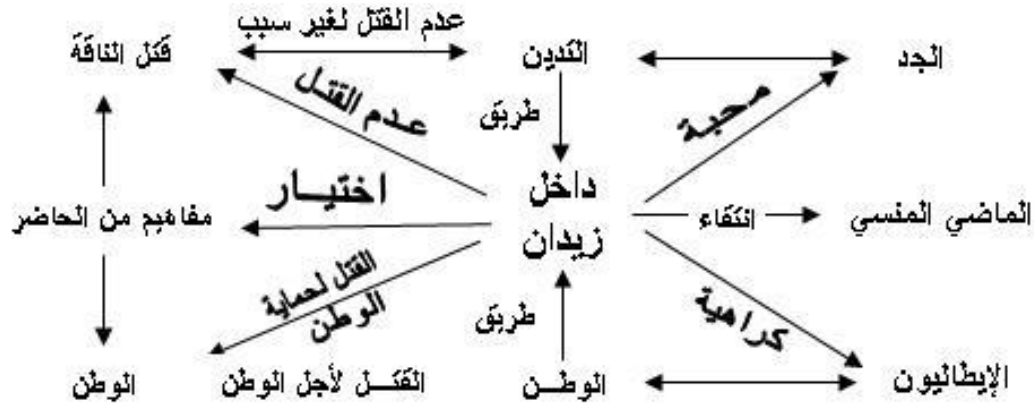 عدم القتل لغير سبب
الجد
التدين
قتل الناقة
محبة
طريق
عدم القتل
داخل
زيدان
اختيار
الماضي المنسي
انتقاء
مفاهيم من الحاضر
القتل لحماية
الوطن
كراهية
طريق
الإيطاليون
الوطن
القتل لأجل الوطن
الوطن